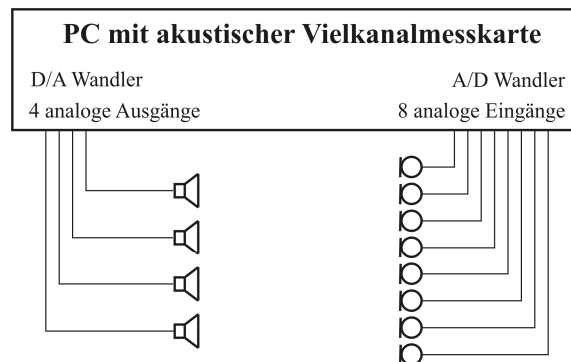 PC mit akustischer Vielkanalmesskarte
D/A Wandler
4 analoge Ausgänge
A/D Wandler
8 analoge Eingänge